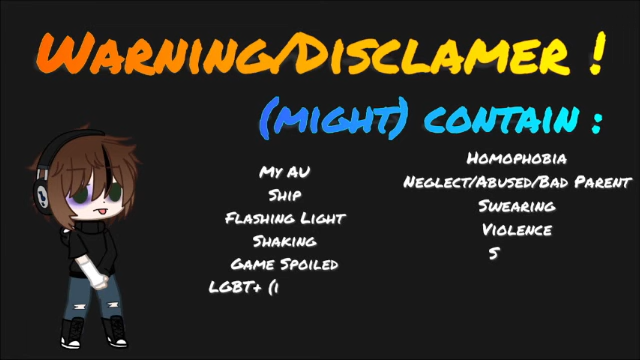 Warning/Disclamer !
(might) contain :
My AU
Ship
Flashing Light
Shaking
Game Spoiled
LGBT+ (i
Homophobia
Neglect/Abused/Bad Parent
Swearing
Violence
S